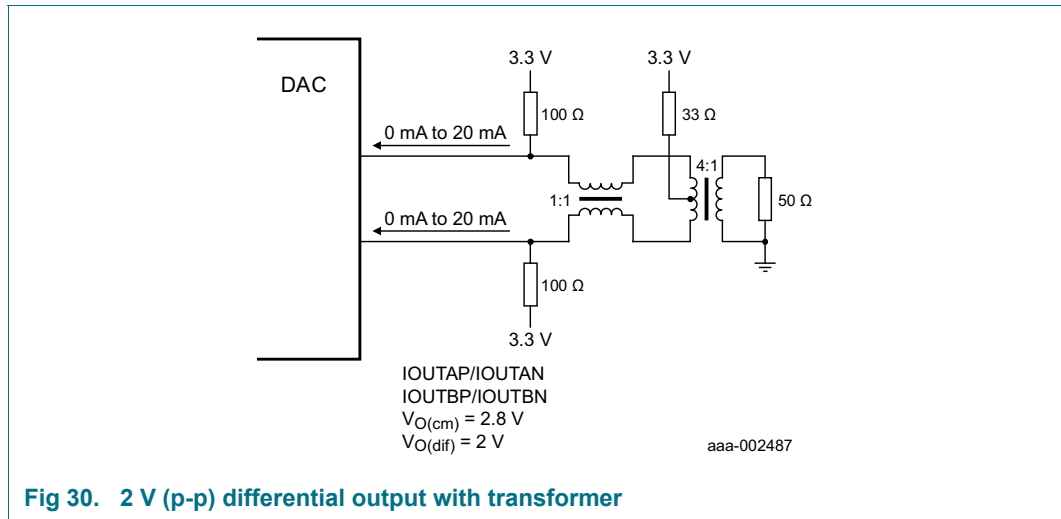 3.3 V
3.3 V
DAC
100 Ω
33 Ω
0 mA to 20 mA
4:1
1:1
50 Ω
0 mA to 20 mA
100 Ω
3.3 V
IOUTAP/IOUTAN
IOUTBP/IOUTBN
VO(cm) = 2.8 V
VO(dif) = 2 V
aaa-002487
Fig 30. 2 V (p-p) differential output with transformer